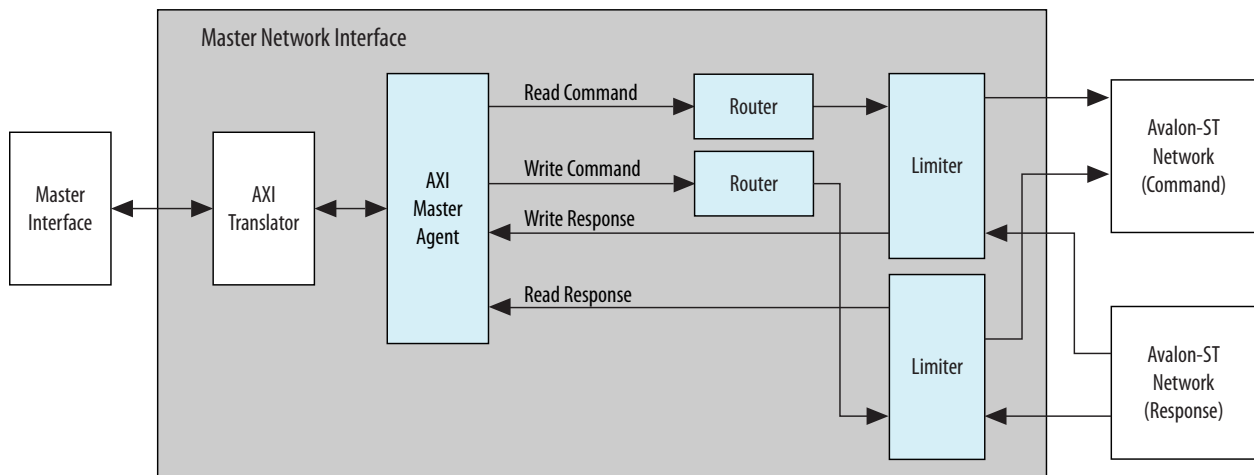 Master Network Interface
Master
Interface
AXI
Translator
AXI
Master
Agent
Read Command
Write Command
Write Response
Read Response
Router
Router
Limiter
Limiter
Avalon-ST
Network
(Command)
Avalon-ST
Network
(Response)